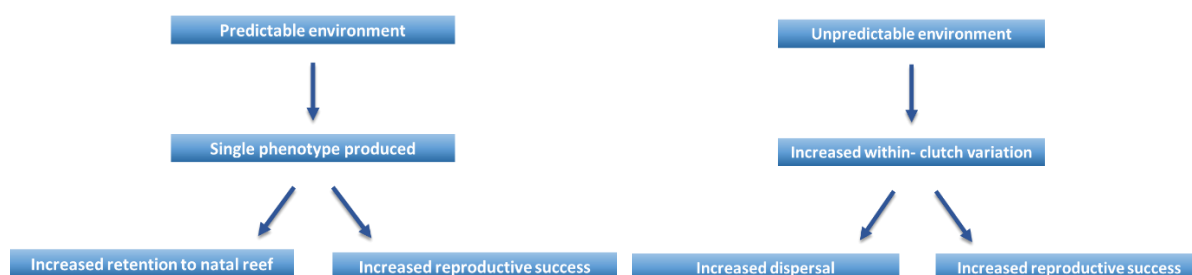 Predictable environment
Unpredictable environment
Single phenotype produced
Increased within- clutch variation
Increased retention to natal reef
Increased reproductive success
Increased dispersal
Increased reproductive success